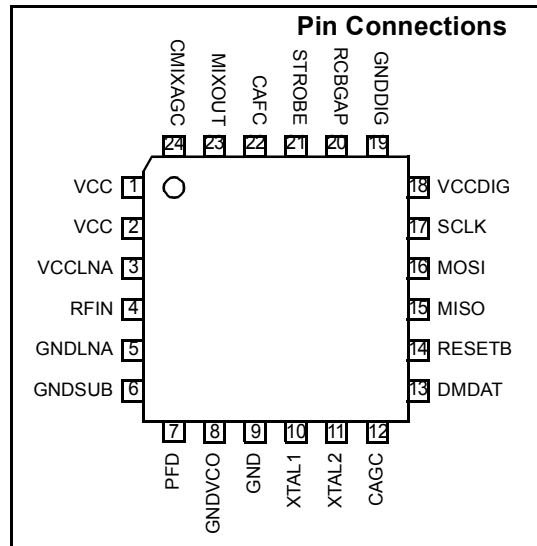 Pin Connections
CMIXAGC
MIXOUT
CAFC
STROBE
RCBGAP
GNDDIG
24 23 22 21 20 19
VCC 1
VCC 2
VCCLNA 3
RFIN 4
GNDLNA 5
GNDSUB 6
18 VCCDIG
17 SCLK
16 MOSI
15 MISO
14 RESETB
13 DMDAT
7 8 9 10 11 12
PFD
GNDVCO
GND
XTAL1
XTAL2
CAGC